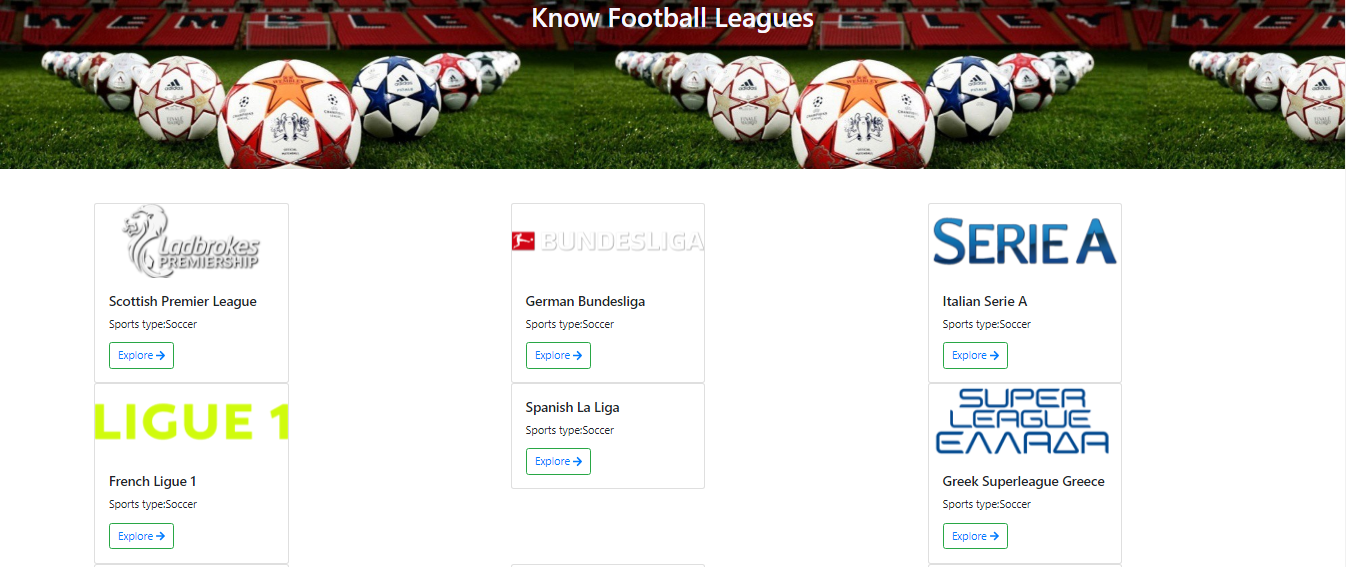 Know Football Leagues
Ladbrokes
PREMIERSHIP
Scottish Premier League
Sports type:Soccer
Explore
BUNDESLIGA
German Bundesliga
Sports type:Soccer
Explore
SERIE A
Italian Serie A
Sports type:Soccer
Explore
LIGUE 1
French Ligue 1
Sports type:Soccer
Explore
Spanish La Liga
Sports type:Soccer
Explore
SUPER
LEAGUE
ΕΛΛΑΔΑ
Greek Superleague Greece
Sports type:Soccer
Explore